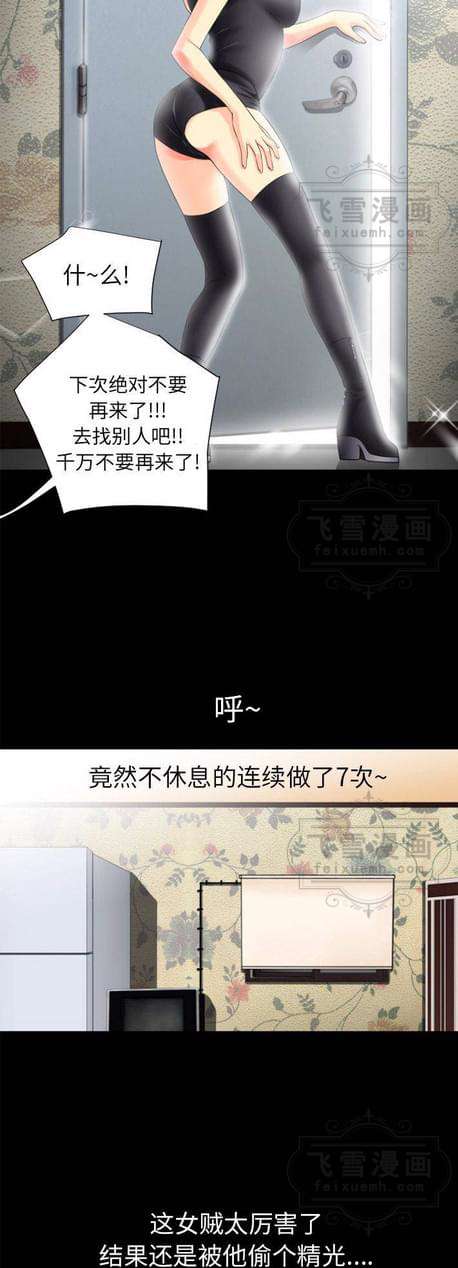 飞雪漫画
feixuemh.com
什~么!
下次绝对不要
再来了!!!
去找别人吧!!
千万不要再来了!
飞雪漫画
feixuemh.com
呼~
竟然不休息的连续做了7次~
飞雪漫画
feixuemh.com
飞雪漫画
feixuemh.com
这女贼太厉害了
结果还是被他偷个精光....